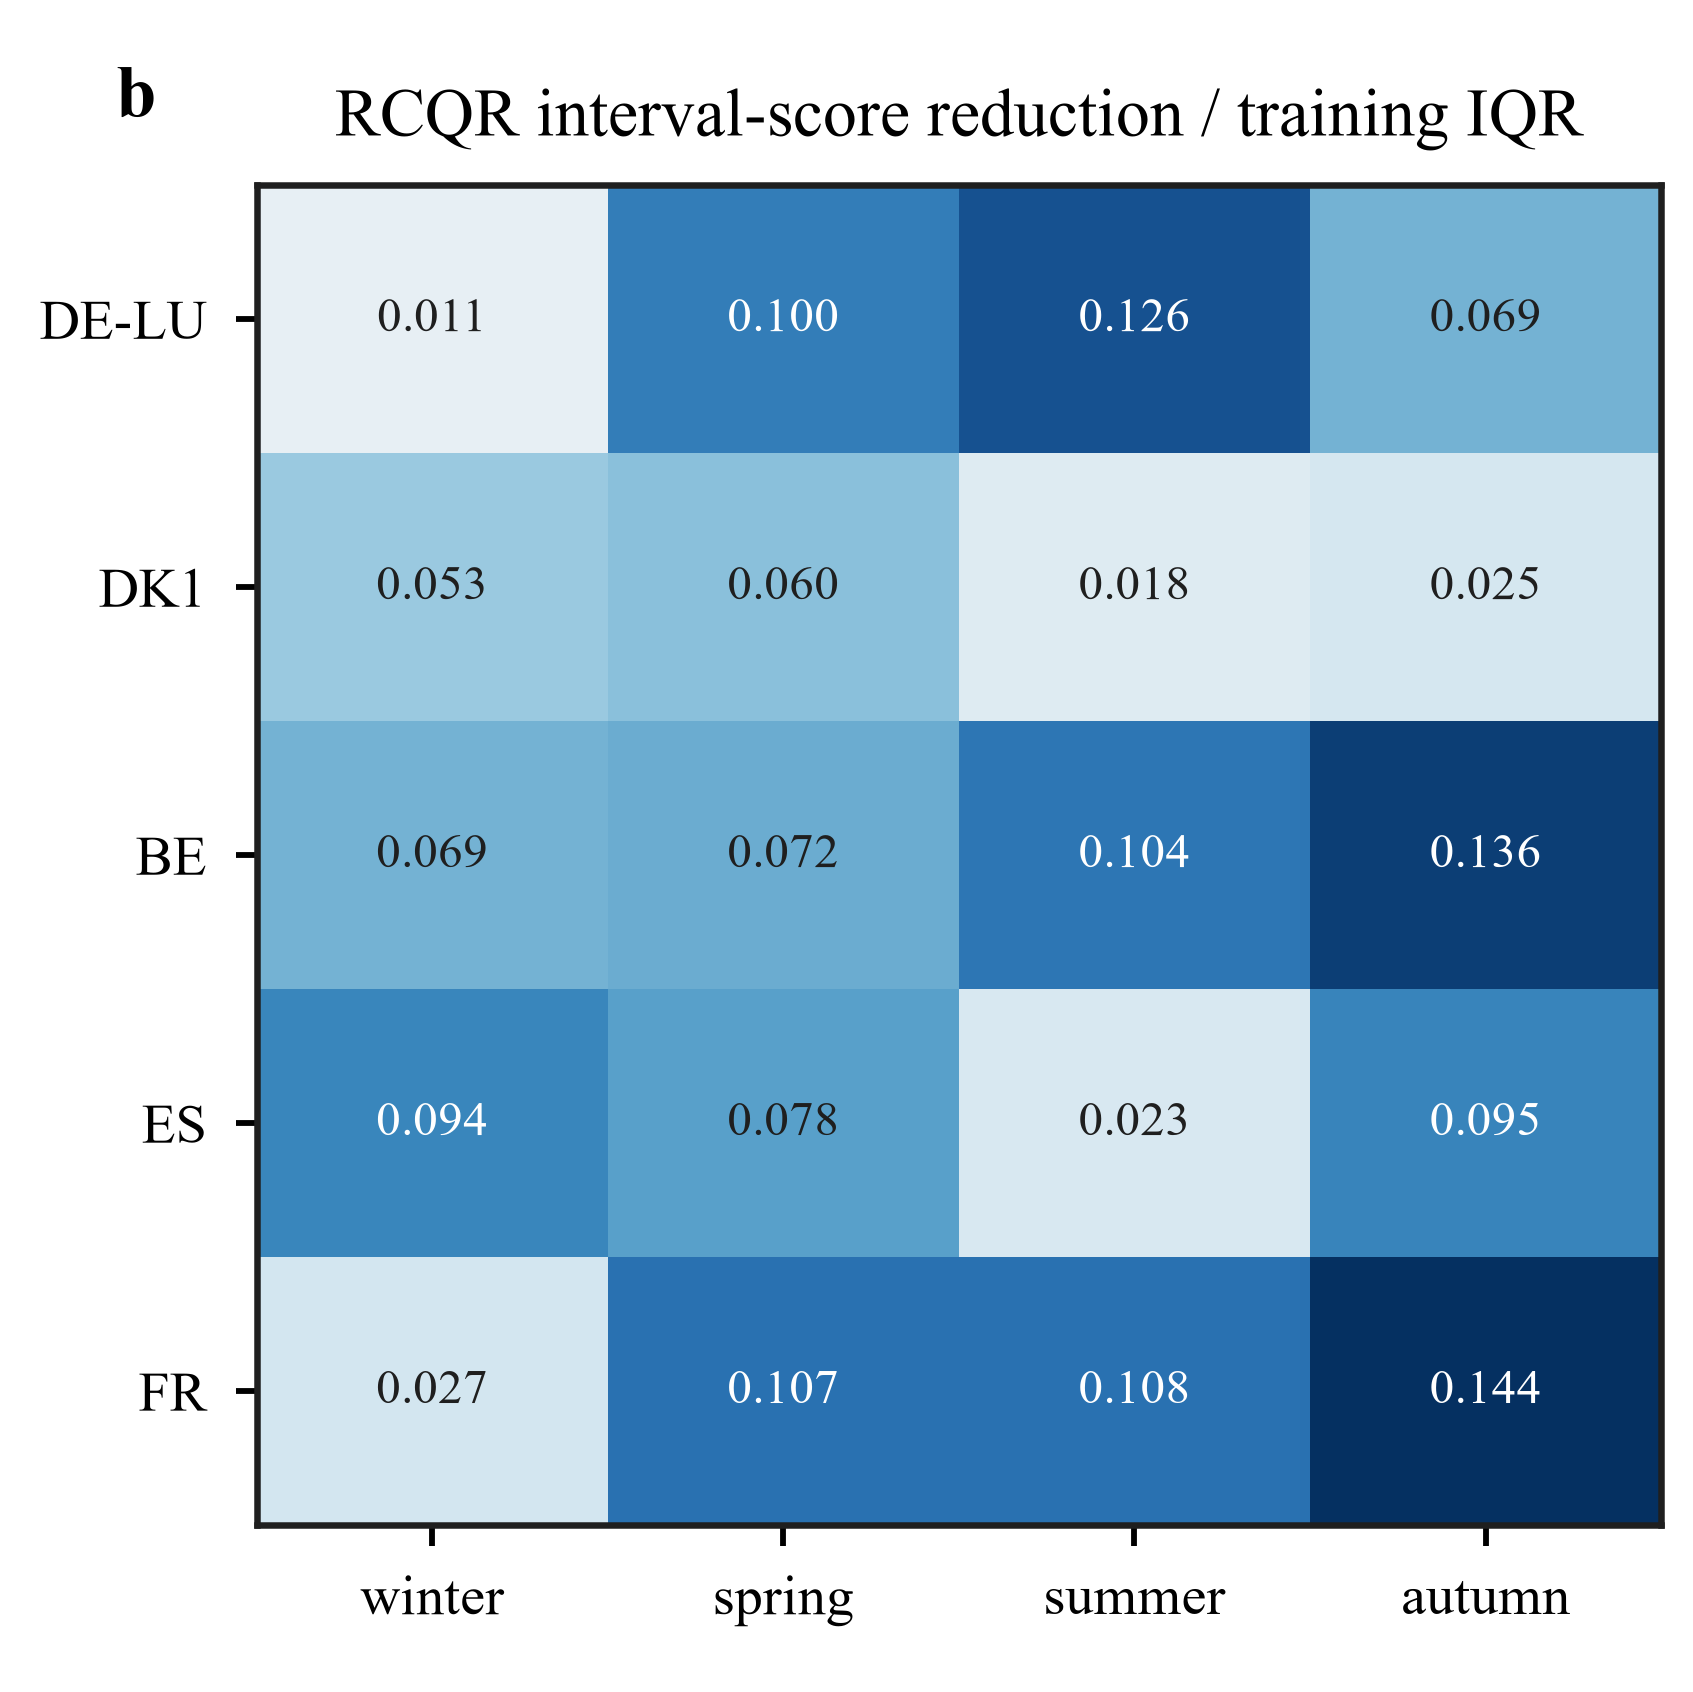 b
RCQR interval-score reduction / training IQR
DE-LU 0.011 0.100 0.126 0.069
DK1 0.053 0.060 0.018 0.025
BE 0.069 0.072 0.104 0.136
ES 0.094 0.078 0.023 0.095
FR 0.027 0.107 0.108 0.144
winter spring summer autumn